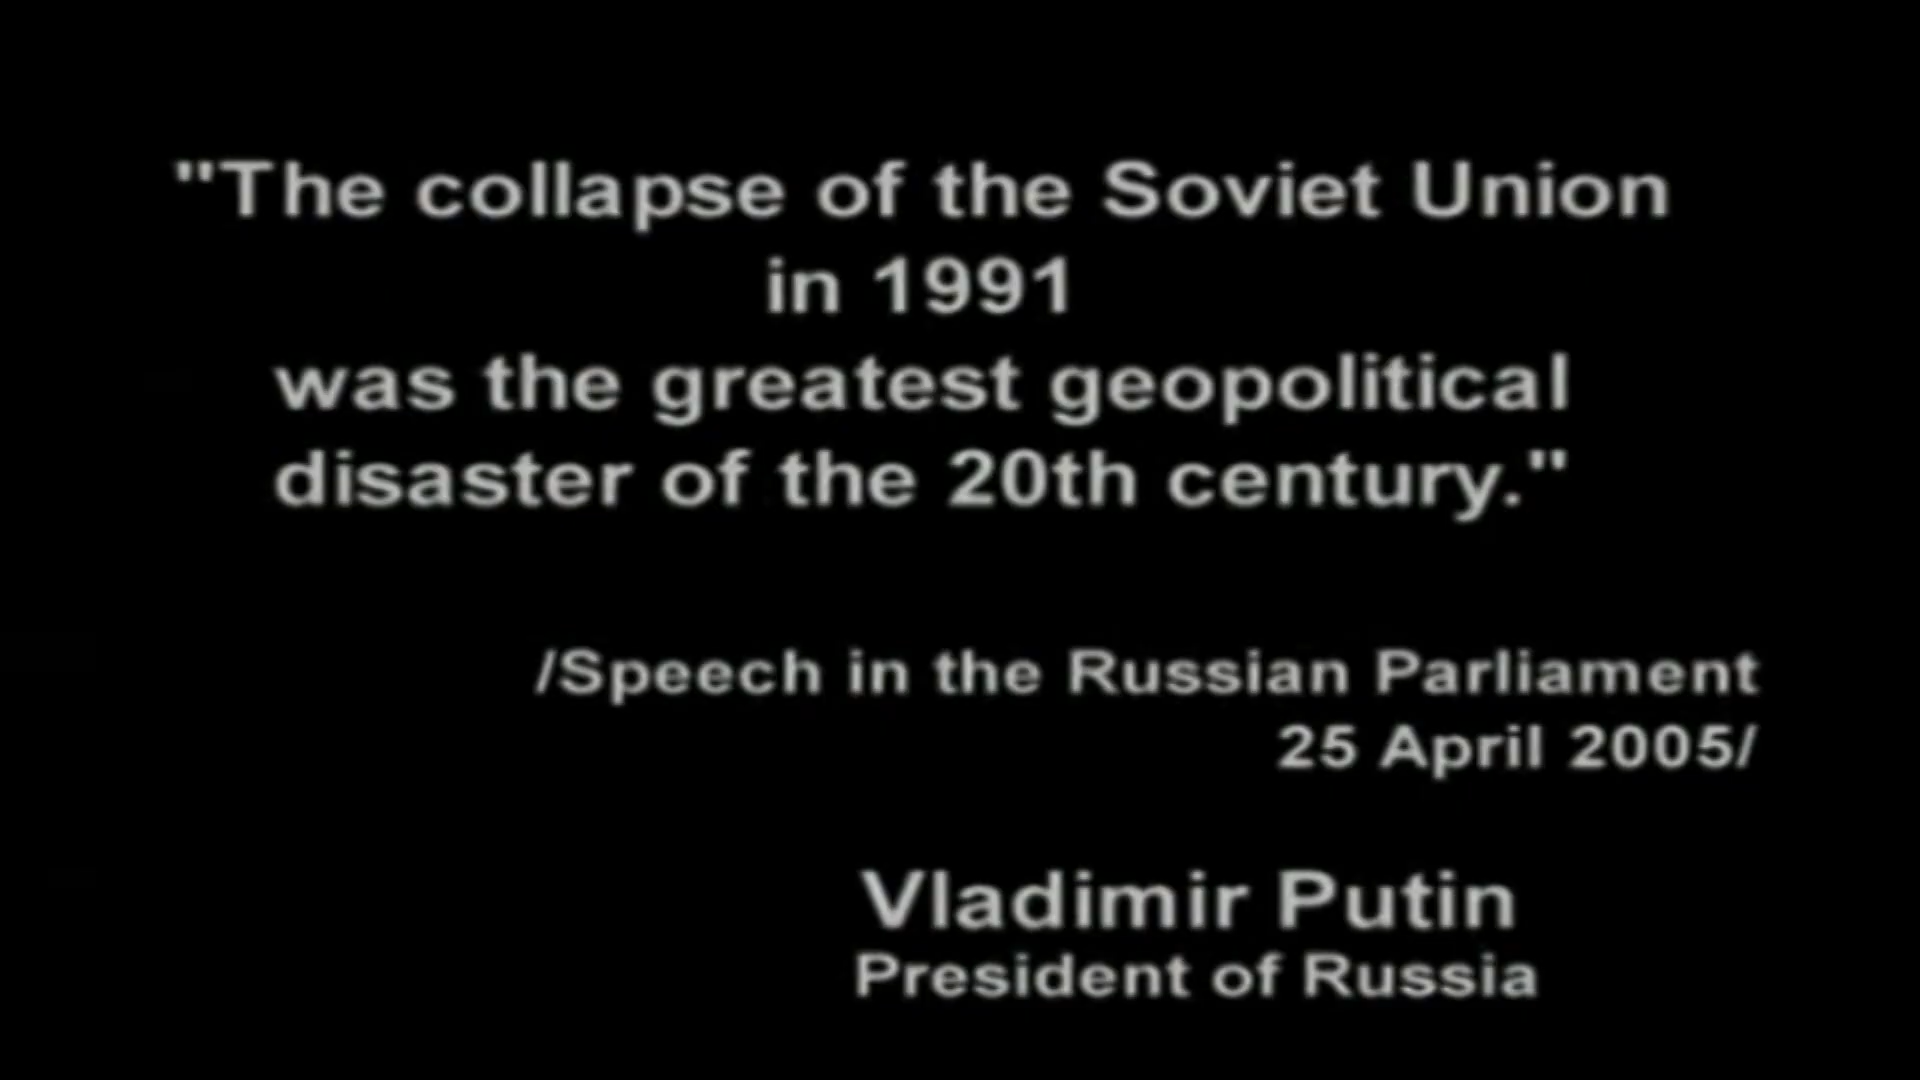 "The collapse of the Soviet Union
in 1991
was the greatest geopolitical
disaster of the 20th century."
/Speech in the Russian Parliament
25 April 2005/
Vladimir Putin
President of Russia